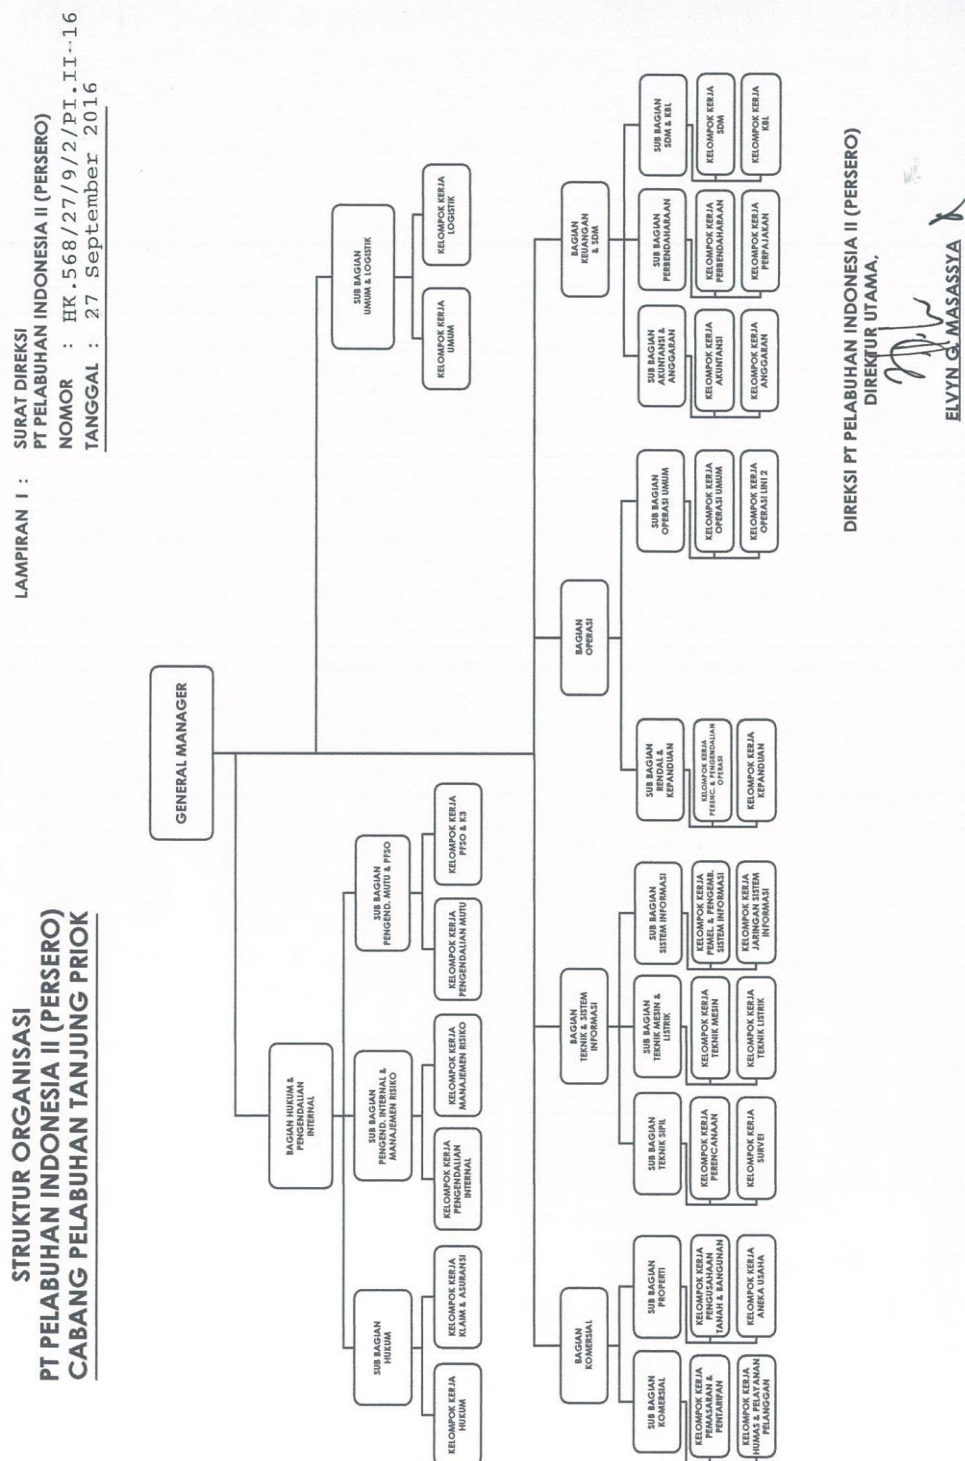 STRUKTUR ORGANISASI
PT PELABUHAN INDONESIA II (PERSERO)
CABANG PELABUHAN TANJUNG PRIOK
LAMPIRAN I :
SURAT DIREKSI
PT PELABUHAN INDONESIA II (PERSERO)
NOMOR : HK.568/27/9/2/PI.II-16
TANGGAL : 27 September 2016
GENERAL MANAGER
BAGIAN HUKUM &
PENGENDALIAN
INTERNAL
SUB BAGIAN
HUKUM
KELOMPOK KERJA
HUKUM
KELOMPOK KERJA
KLAIM & ASURANSI
SUB BAGIAN
PENGEND. INTERNAL &
MANAJEMEN RISIKO
KELOMPOK KERJA
PENGENDALIAN
INTERNAL
KELOMPOK KERJA
MANAJEMEN RISIKO
SUB BAGIAN
PENGEND. MUTU & PFSO
KELOMPOK KERJA
PENGENDALIAN MUTU
KELOMPOK KERJA
PFSO & K3
SUB BAGIAN
UMUM & LOGISTIK
KELOMPOK KERJA
UMUM
KELOMPOK KERJA
LOGISTIK
BAGIAN
KOMERSIAL
SUB BAGIAN
KOMERSIAL
KELOMPOK KERJA
PEMASARAN &
PENTARIFAN
KELOMPOK KERJA
HUMAS & PELAYANAN
PELANGGAN
SUB BAGIAN
PROPERTI
KELOMPOK KERJA
PENGUSAHAAN
TANAH & BANGUNAN
KELOMPOK KERJA
ANEKA USAHA
BAGIAN
TEKNIK & SISTEM
INFORMASI
SUB BAGIAN
TEKNIK SIPIL
KELOMPOK KERJA
PERENCANAAN
KELOMPOK KERJA
SURVEI
SUB BAGIAN
TEKNIK MESIN &
LISTRIK
KELOMPOK KERJA
TEKNIK MESIN
KELOMPOK KERJA
TEKNIK LISTRIK
SUB BAGIAN
SISTEM INFORMASI
KELOMPOK KERJA
PEMEL. & PENGEMB.
SISTEM INFORMASI
KELOMPOK KERJA
JARINGAN SISTEM
INFORMASI
BAGIAN
OPERASI
SUB BAGIAN
RENDAL &
KEPANDUAN
KELOMPOK KERJA
PERENC. & PENGENDALIAN
OPERASI
KELOMPOK KERJA
KEPANDUAN
SUB BAGIAN
OPERASI UMUM
KELOMPOK KERJA
OPERASI UMUM
KELOMPOK KERJA
OPERASI LINI 2
BAGIAN
KEUANGAN
& SDM
SUB BAGIAN
AKUNTANSI &
ANGGARAN
KELOMPOK KERJA
AKUNTANSI
KELOMPOK KERJA
ANGGARAN
SUB BAGIAN
PERBENDAHARAAN
KELOMPOK KERJA
PERBENDAHARAAN
KELOMPOK KERJA
PERPAJAKAN
SUB BAGIAN
SDM & KBL
KELOMPOK KERJA
SDM
KELOMPOK KERJA
KBL
DIREKSI PT PELABUHAN INDONESIA II (PERSERO)
DIREKTUR UTAMA,
ELVYN G. MASASSYA